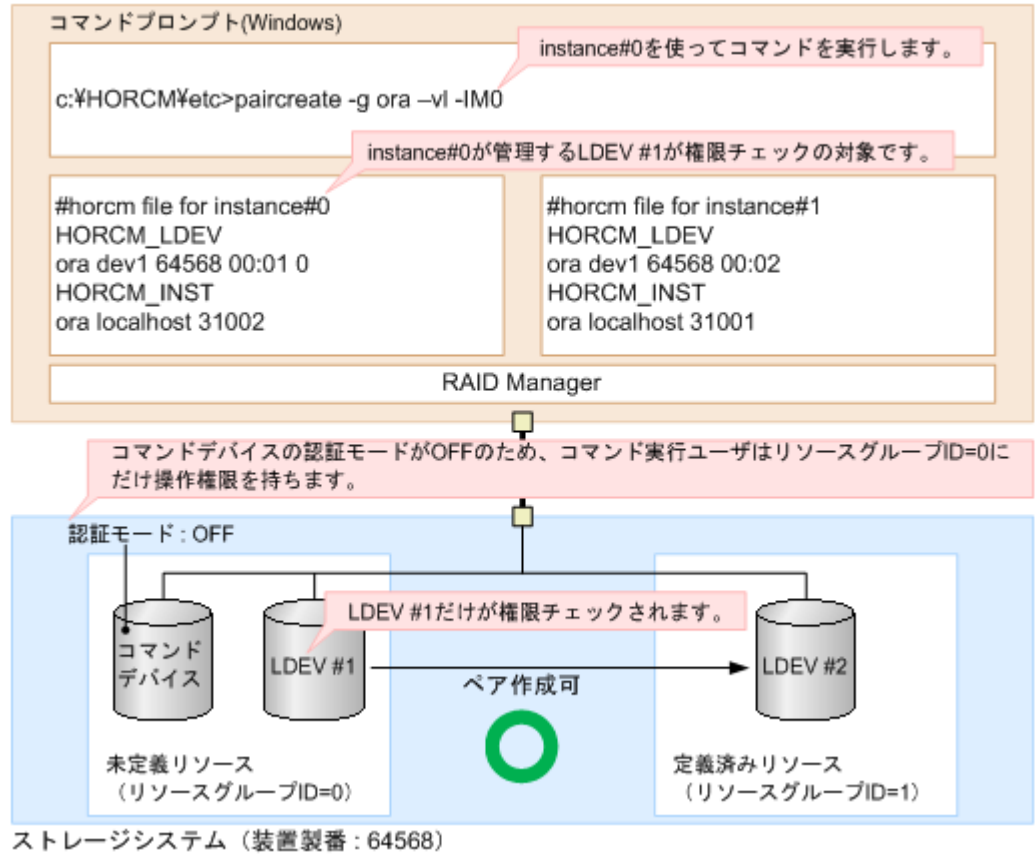 コマンドプロンプト(Windows)
instance#0を使ってコマンドを実行します。
c:¥HORCM¥etc>paircreate -g ora –vl -IM0
instance#0が管理するLDEV #1が権限チェックの対象です。
#horcm file for instance#0
HORCM_LDEV
ora dev1 64568 00:01 0
HORCM_INST
ora localhost 31002
#horcm file for instance#1
HORCM_LDEV
ora dev1 64568 00:02
HORCM_INST
ora localhost 31001
RAID Manager
コマンドデバイスの認証モードがOFFのため、コマンド実行ユーザはリソースグループID=0に
だけ操作権限を持ちます。
認証モード : OFF
LDEV #1だけが権限チェックされます。
コマンド
デバイス
LDEV #1
LDEV #2
ペア作成可
未定義リソース
（リソースグループID=0）
定義済みリソース
（リソースグループID=1）
ストレージシステム（装置製番 : 64568）